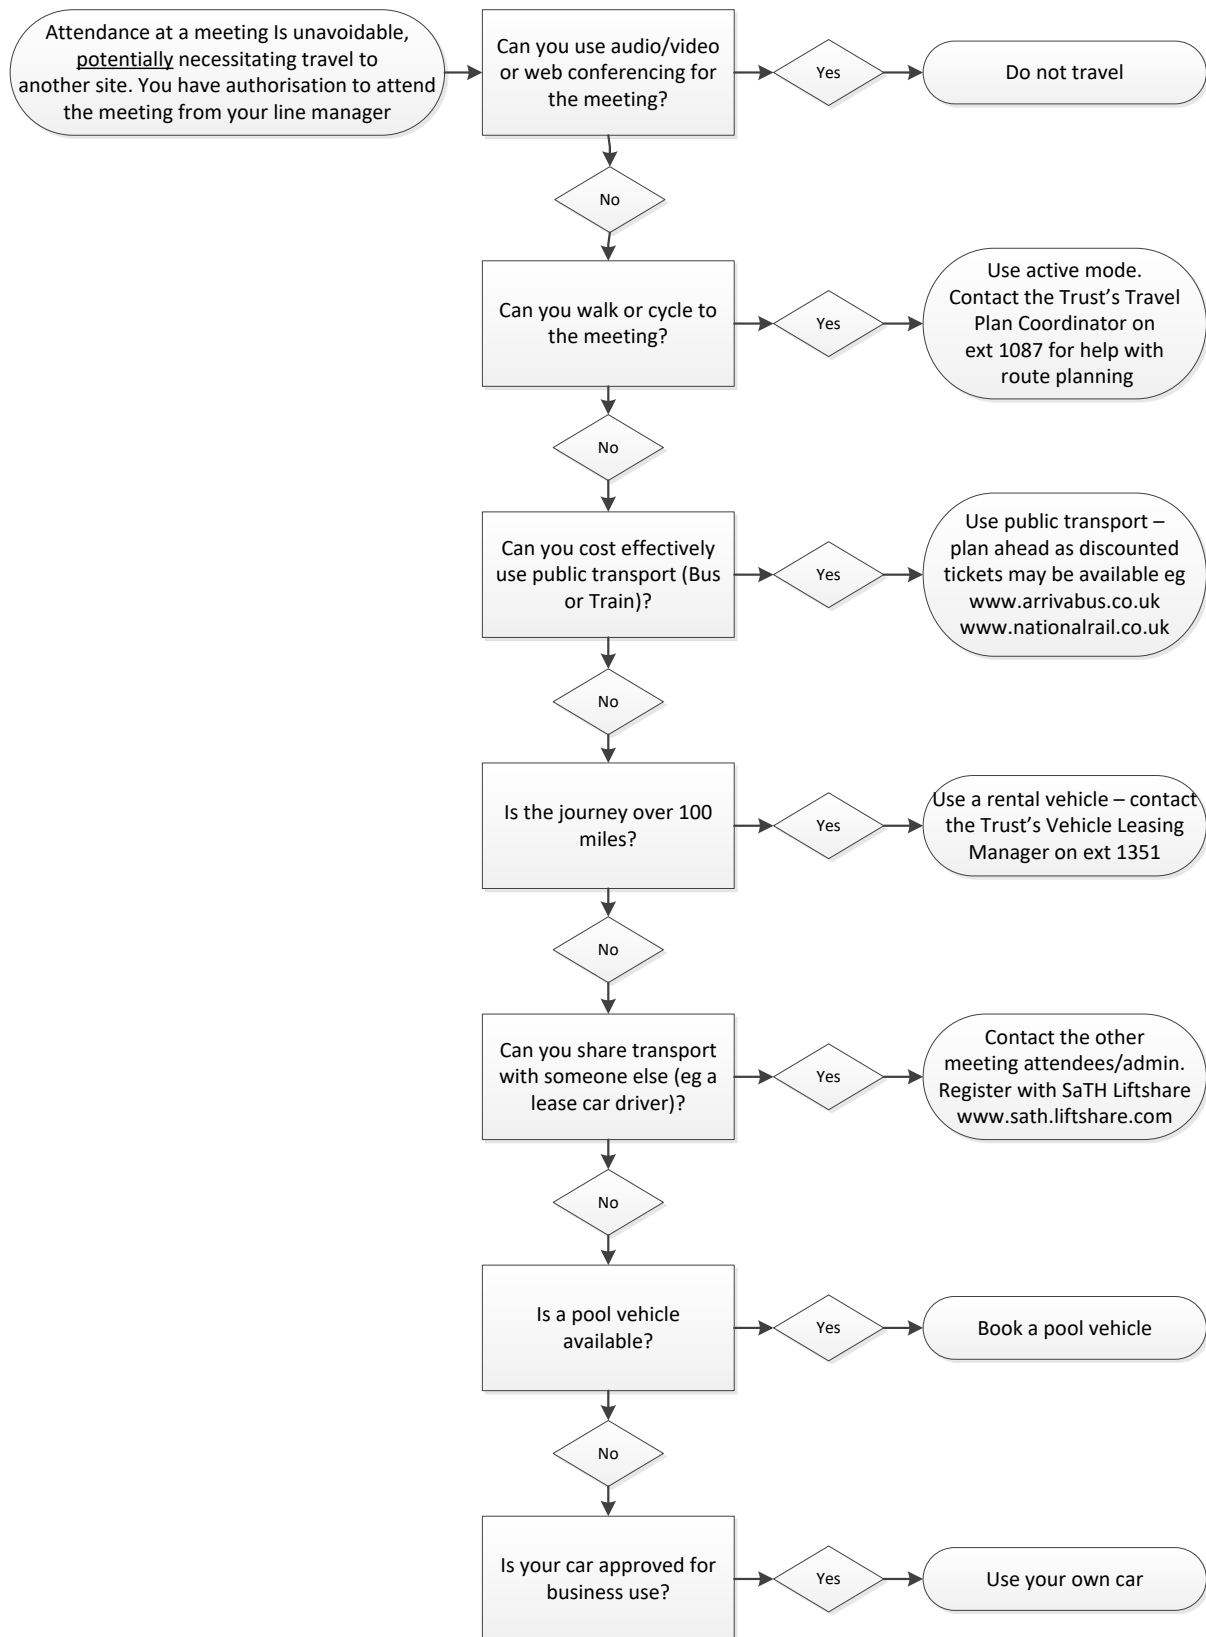 Attendance at a meeting Is unavoidable,
potentially necessitating travel to
another site. You have authorisation to attend
the meeting from your line manager
Can you use audio/video
or web conferencing for
the meeting?
Yes
Do not travel
No
Can you walk or cycle to
the meeting?
Yes
Use active mode.
Contact the Trust’s Travel
Plan Coordinator on
ext 1087 for help with
route planning
No
Can you cost effectively
use public transport (Bus
or Train)?
Yes
Use public transport –
plan ahead as discounted
tickets may be available eg
www.arrivabus.co.uk
www.nationalrail.co.uk
No
Is the journey over 100
miles?
Yes
Use a rental vehicle – contact
the Trust’s Vehicle Leasing
Manager on ext 1351
No
Can you share transport
with someone else (eg a
lease car driver)?
Yes
Contact the other
meeting attendees/admin.
Register with SaTH Liftshare
www.sath.liftshare.com
No
Is a pool vehicle
available?
Yes
Book a pool vehicle
No
Is your car approved for
business use?
Yes
Use your own car